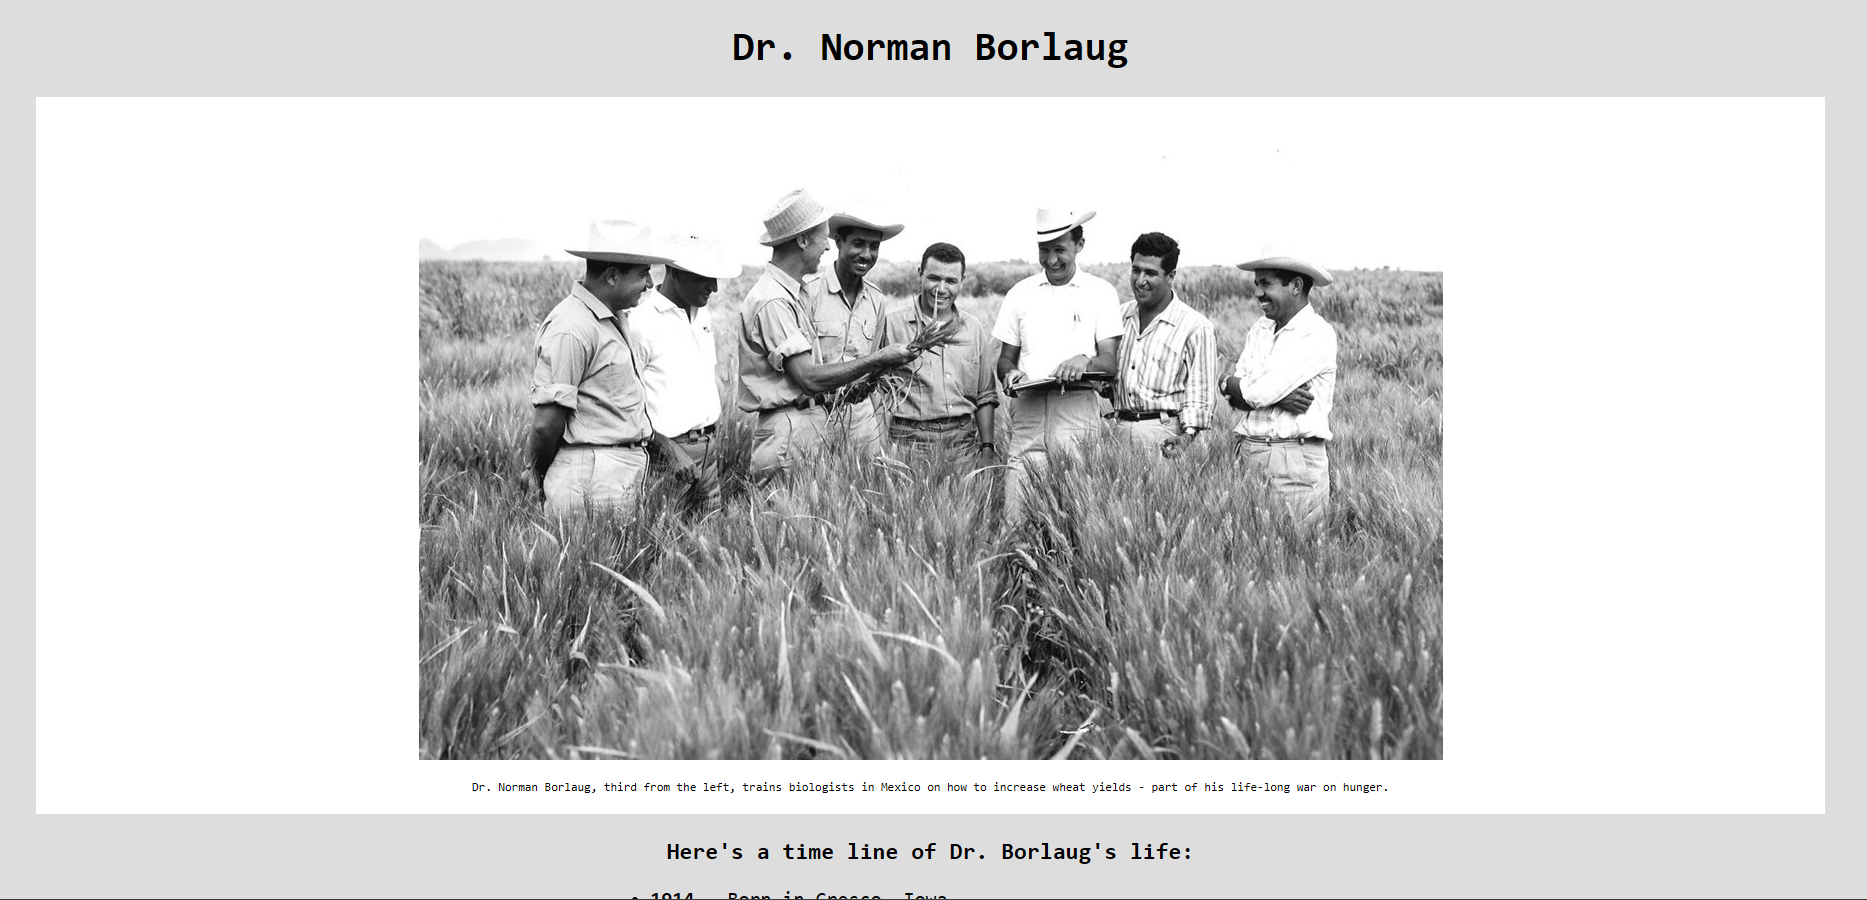 Dr. Norman Borlaug
Dr. Norman Borlaug, third from the left, trains biologists in Mexico on how to increase wheat yields - part of his life-long war on hunger.
Here's a time line of Dr. Borlaug's life:
• 1914 - Born in Cresco, Iowa